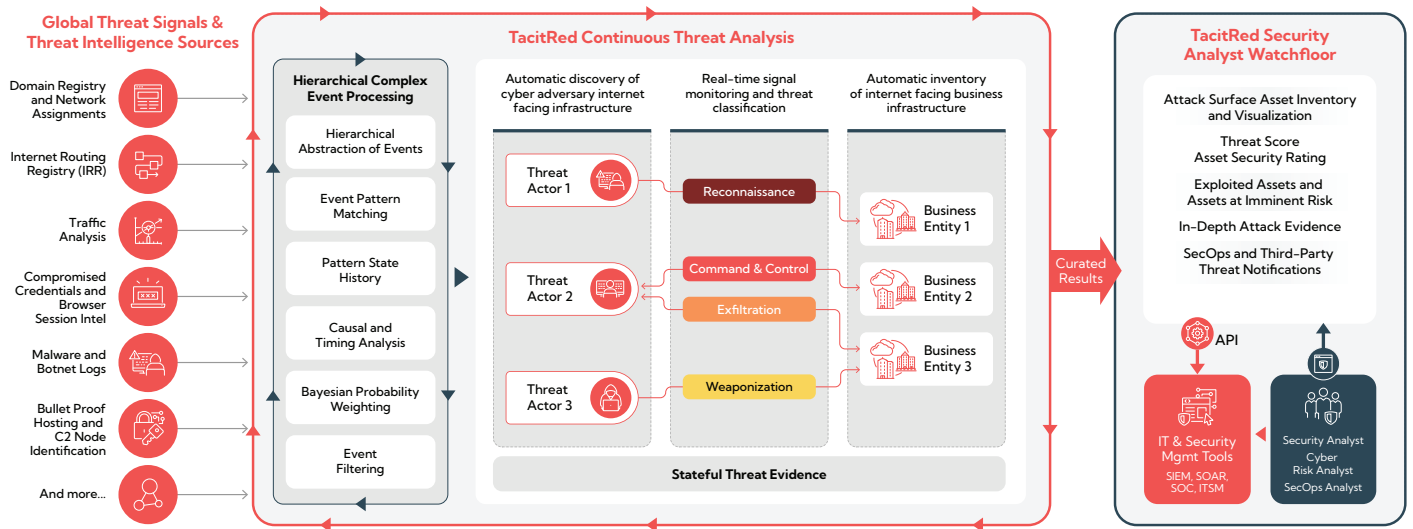 Global Threat Signals &
Threat Intelligence Sources
Domain Registry
and Network
Assignments
Internet Routing
Registry (IRR)
Traffic
Analysis
Compromised
Credentials and
Browser
Session Intel
Malware and
Botnet Logs
Bullet Proof
Hosting and
C2 Node
Identification
And more...
TacitRed Continuous Threat Analysis
Hierarchical Complex
Event Processing
Hierarchical
Abstraction of Events
Event Pattern
Matching
Pattern State
History
Causal and
Timing Analysis
Bayesian Probability
Weighting
Event
Filtering
Automatic discovery of
cyber adversary internet
facing infrastructure
Real-time signal
monitoring and threat
classification
Automatic inventory
of internet facing business
infrastructure
Threat
Actor 1
Threat
Actor 2
Threat
Actor 3
Reconnaissance
Command & Control
Exfiltration
Weaponization
Business
Entity 1
Business
Entity 2
Business
Entity 3
Stateful Threat Evidence
Curated
Results
TacitRed Security
Analyst Watchfloor
Attack Surface Asset Inventory
and Visualization
Threat Score
Asset Security Rating
Exploited Assets and
Assets at Imminent Risk
In-Depth Attack Evidence
SecOps and Third-Party
Threat Notifications
API
IT & Security
Mgmt Tools
SIEM, SOAR,
SOC, ITSM
Security Analyst
Cyber
Risk Analyst
SecOps Analyst